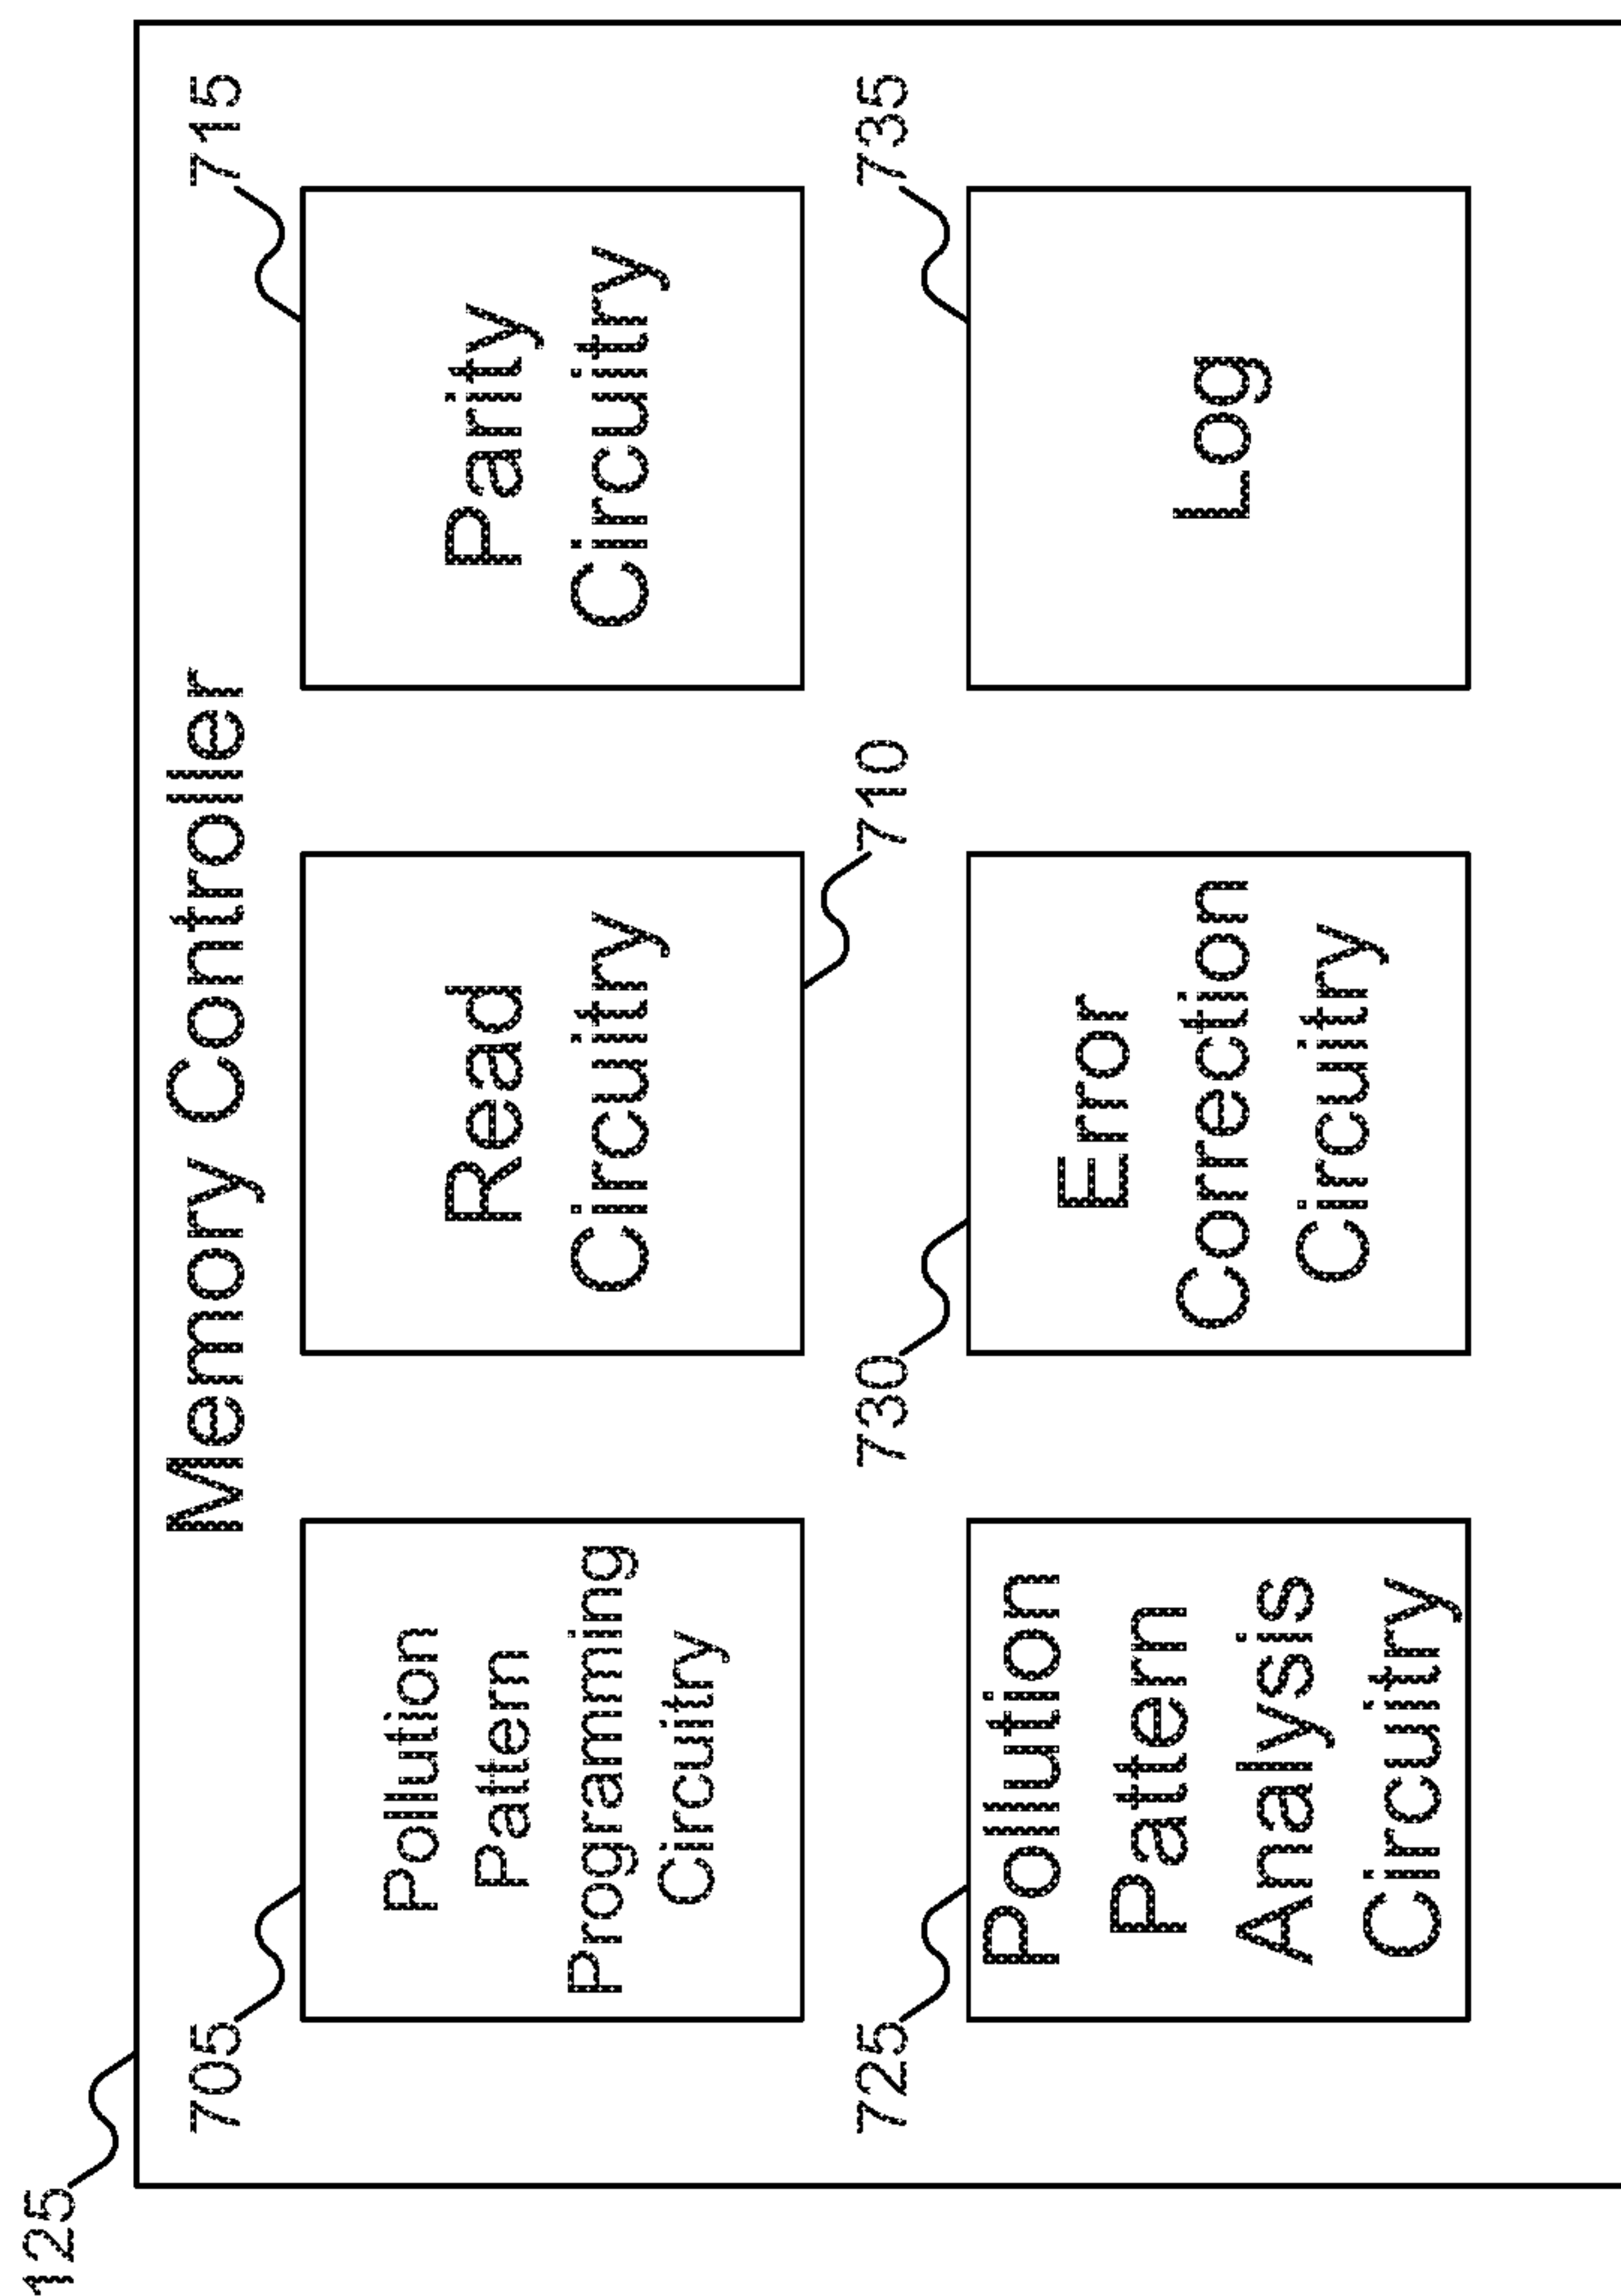 125
Memory Controller
705
715
Pollution
Pattern
Programming
Circuitry
Read
Circuitry
Parity
Circuitry
710
725
730
735
Pollution
Pattern
Analysis
Circuitry
Error
Correction
Circuitry
Log